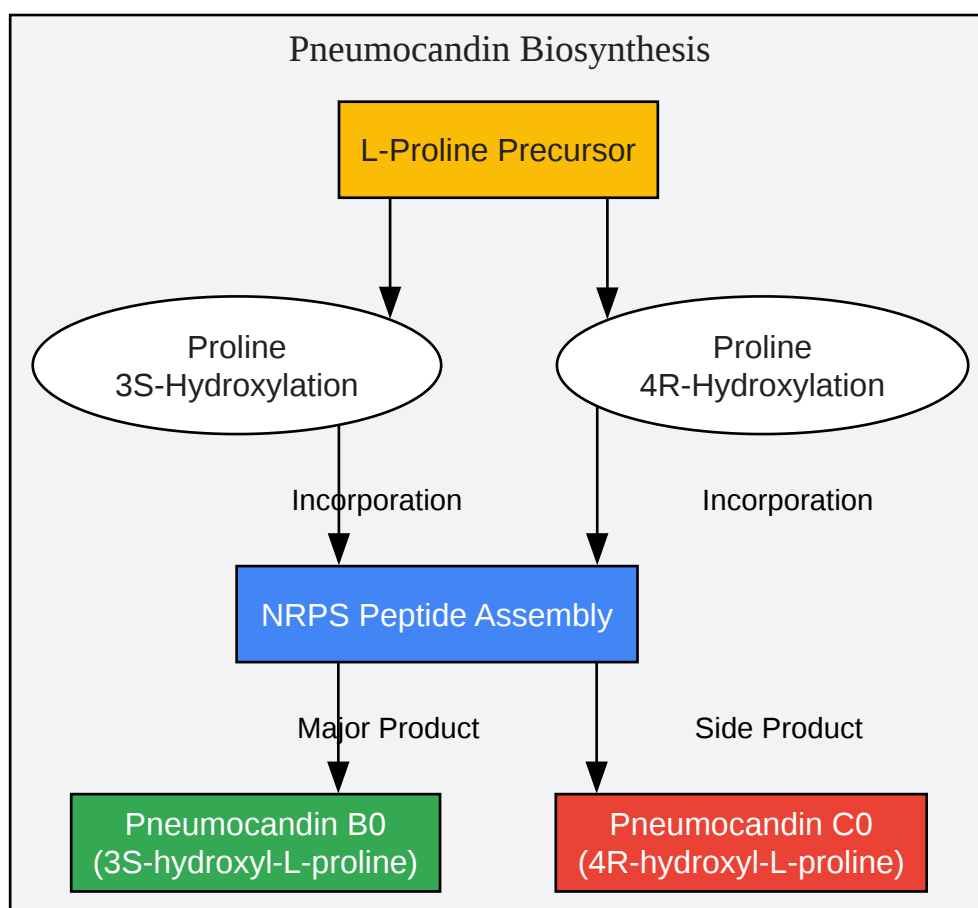 Pneumocandin Biosynthesis
L-Proline Precursor
Proline
3S-Hydroxylation
Proline
4R-Hydroxylation
Incorporation
Incorporation
NRPS Peptide Assembly
Major Product
Side Product
Pneumocandin B0
(3S-hydroxyl-L-proline)
Pneumocandin C0
(4R-hydroxyl-L-proline)